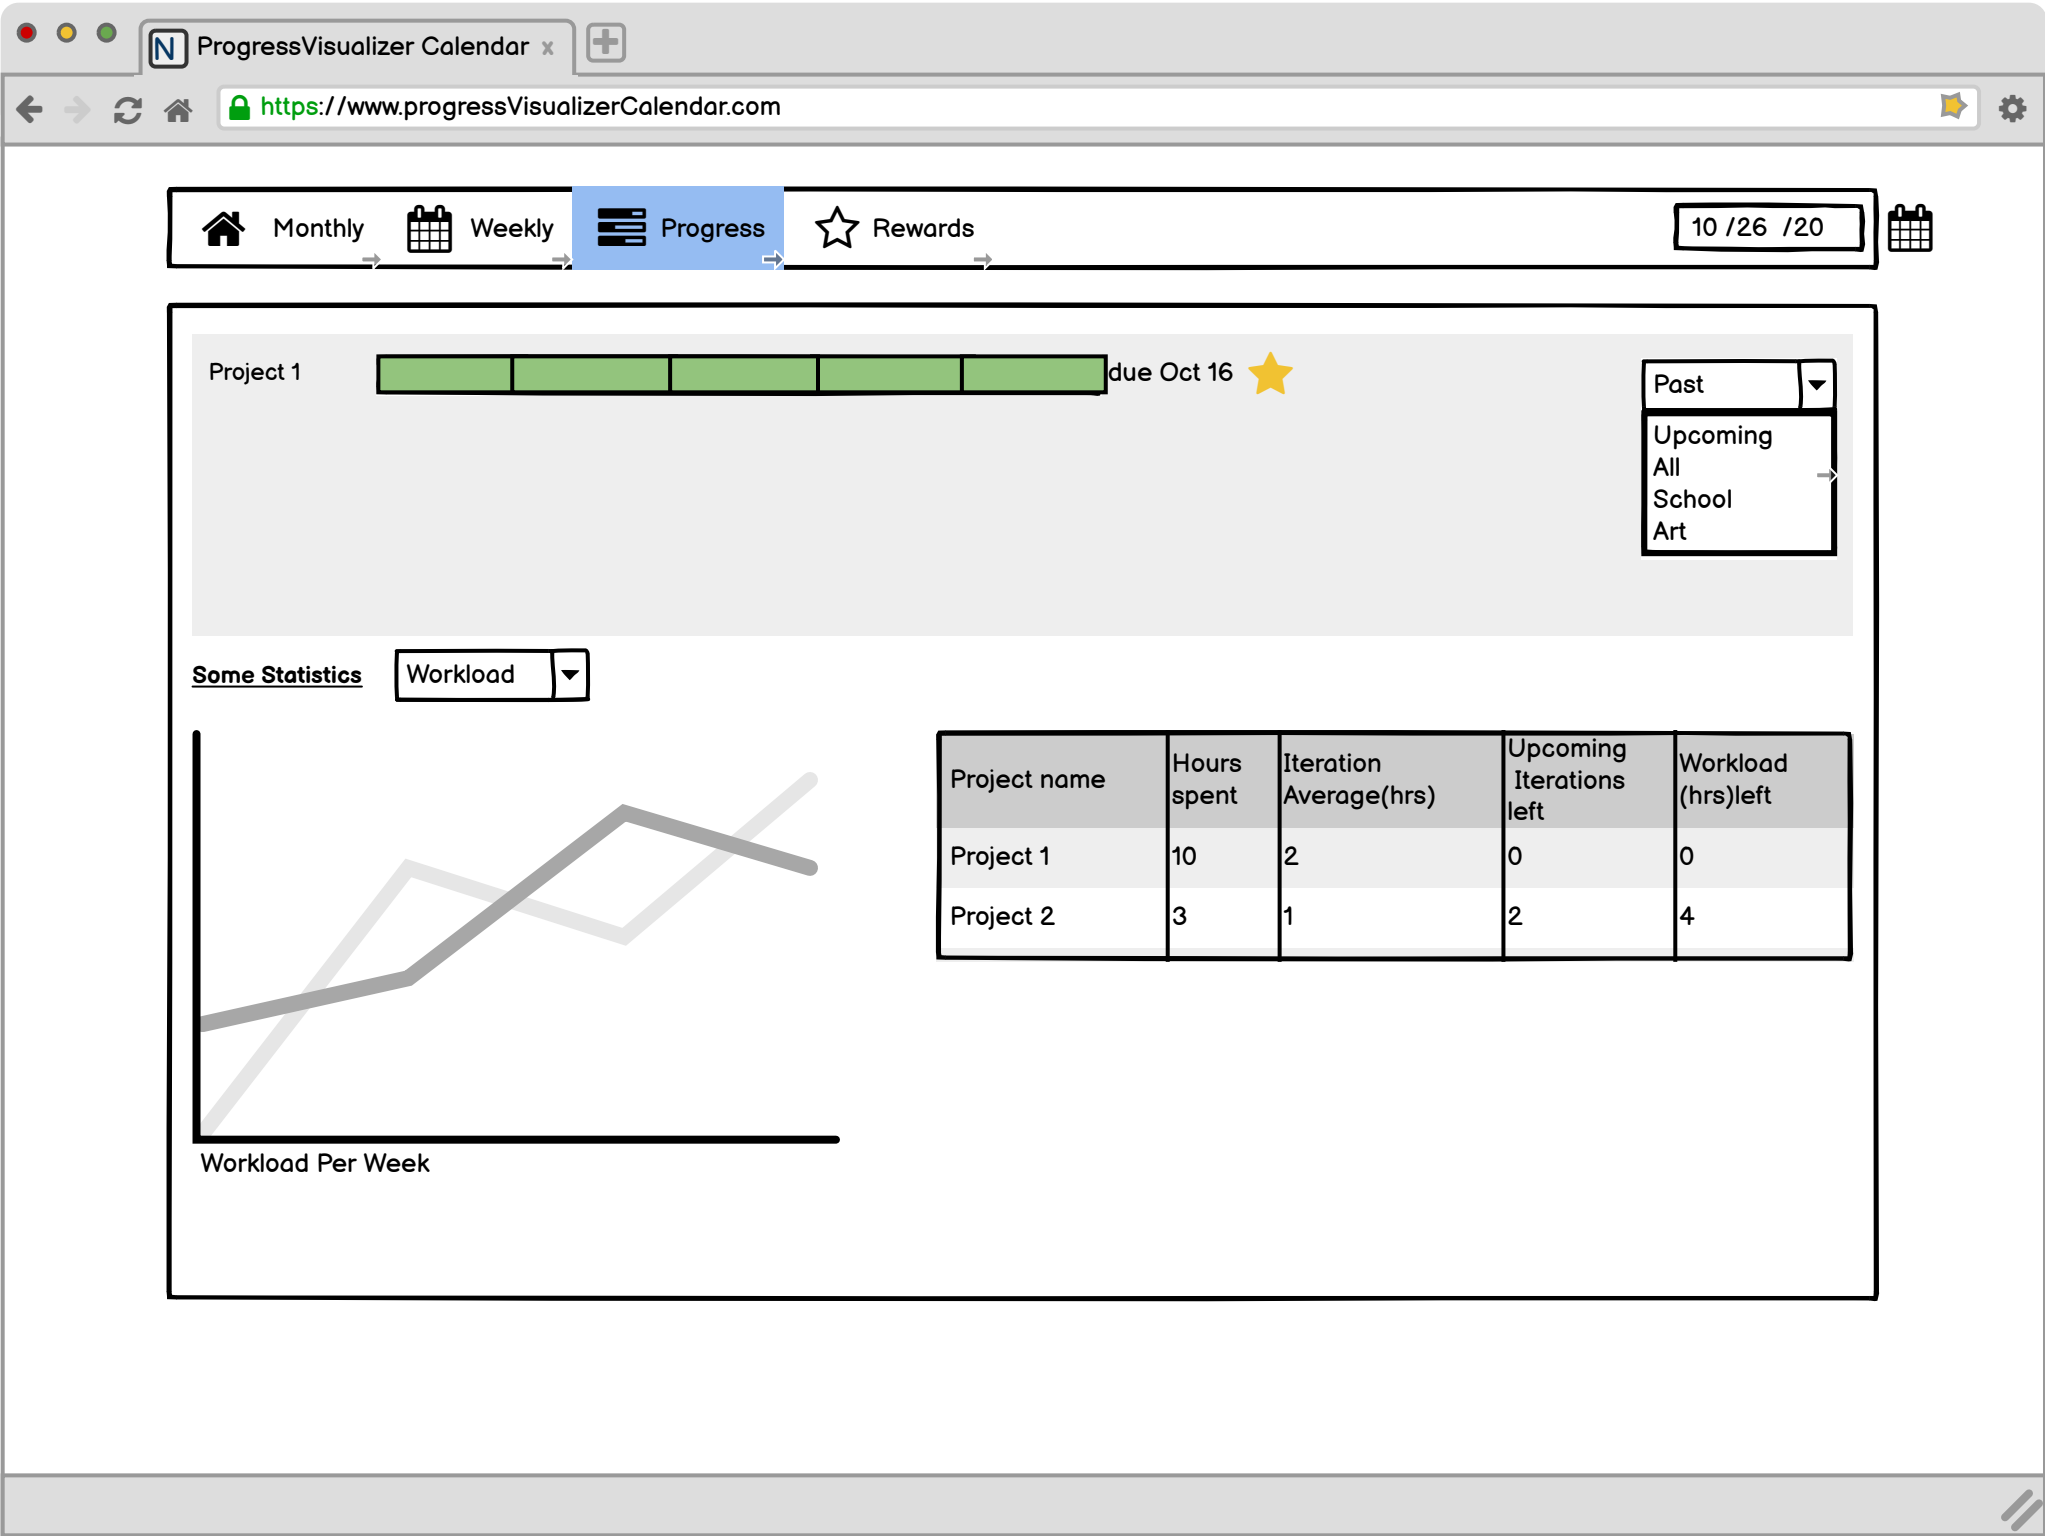 N ProgressVisualizer Calendar x
https://www.progressVisualizerCalendar.com
Monthly Weekly Progress Rewards 10 /26 /20
Project 1 due Oct 16
Past
Upcoming
All
School
Art
Some Statistics Workload
Project name
Hours
spent
Iteration
Average(hrs)
Upcoming
Iterations
left
Workload
(hrs)left
Project 1 10 2 0 0
Project 2 3 1 2 4
Workload Per Week